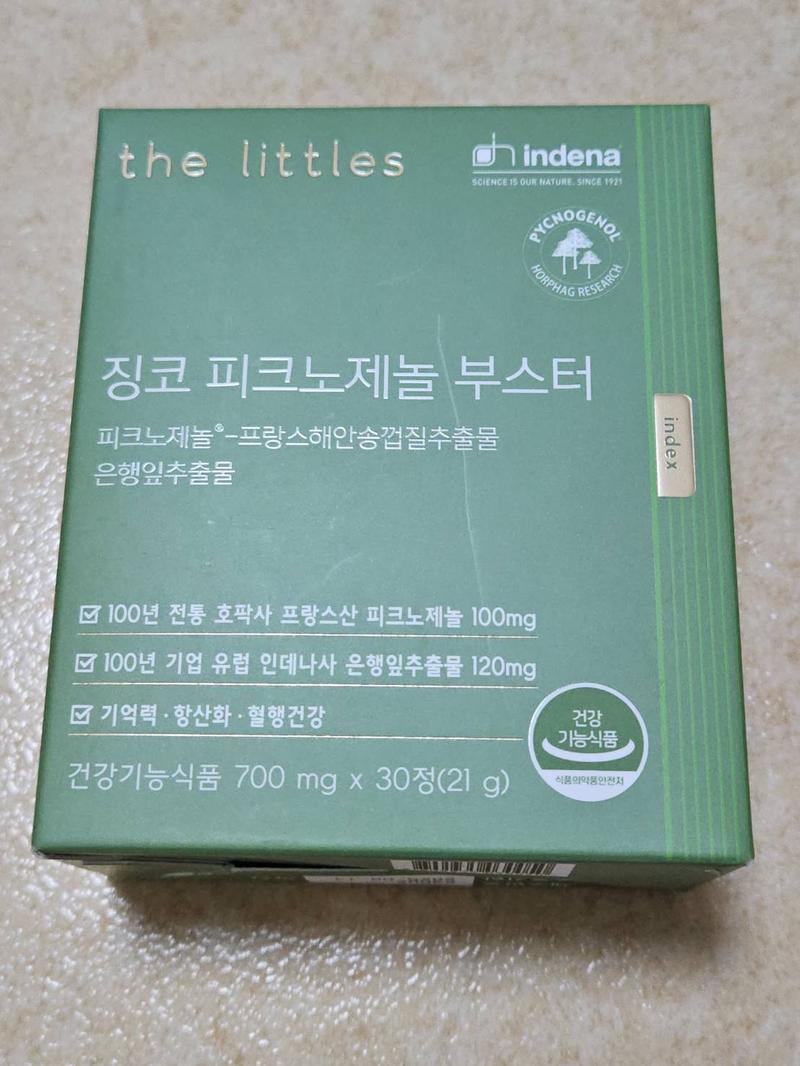 the littles
indena
SCIENCE IS OUR NATURE. SINCE 1921
PYCNOGENOL
HORPHAG RESEARCH
징코 피크노제놀 부스터
피크노제놀®-프랑스해안송껍질추출물
은행잎추출물
index
100년 전통 호팍사 프랑스산 피크노제놀 100mg
100년 기업 유럽 인데나사 은행잎추출물 120mg
기억력·항산화·혈행건강
건강
기능식품
식품의약품안전처
건강기능식품 700 mg x 30정(21 g)